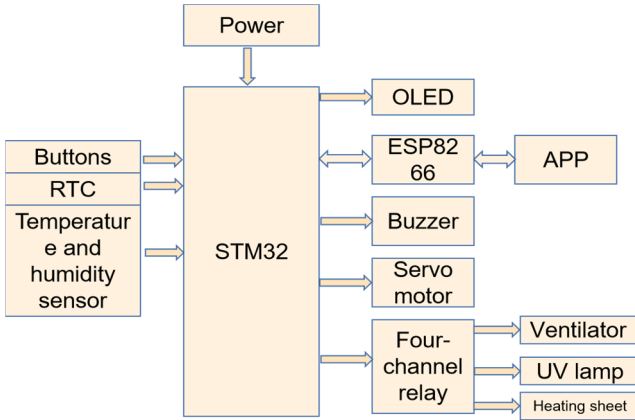 Power
Buttons
RTC
Temperatur
e and
humidity
sensor
STM32
OLED
ESP82
66
APP
Buzzer
Servo
motor
Four-
channel
relay
Ventilator
UV lamp
Heating sheet